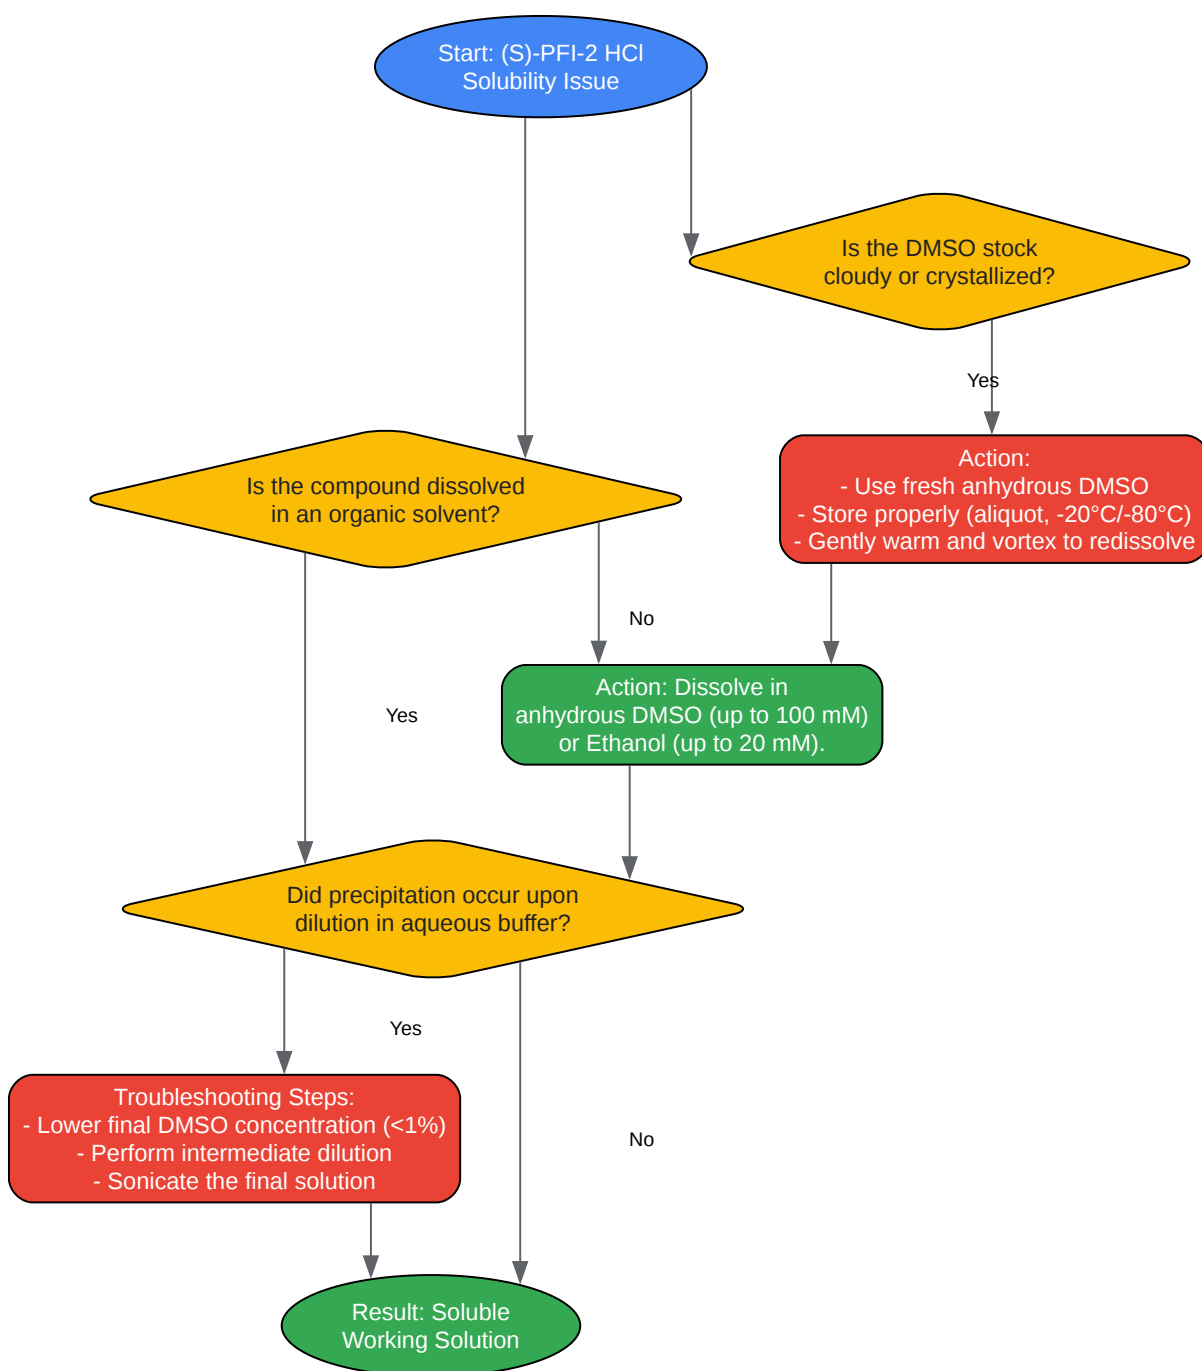 Start: (S)-PFI-2 HCl
Solubility Issue
Is the DMSO stock
cloudy or crystallized?
Yes
Action:
- Use fresh anhydrous DMSO
- Store properly (aliquot, -20°C/-80°C)
- Gently warm and vortex to redissolve
Is the compound dissolved
in an organic solvent?
No
Yes
Action: Dissolve in
anhydrous DMSO (up to 100 mM)
or Ethanol (up to 20 mM).
Did precipitation occur upon
dilution in aqueous buffer?
Yes
No
Troubleshooting Steps:
- Lower final DMSO concentration (<1%)
- Perform intermediate dilution
- Sonicate the final solution
Result: Soluble
Working Solution